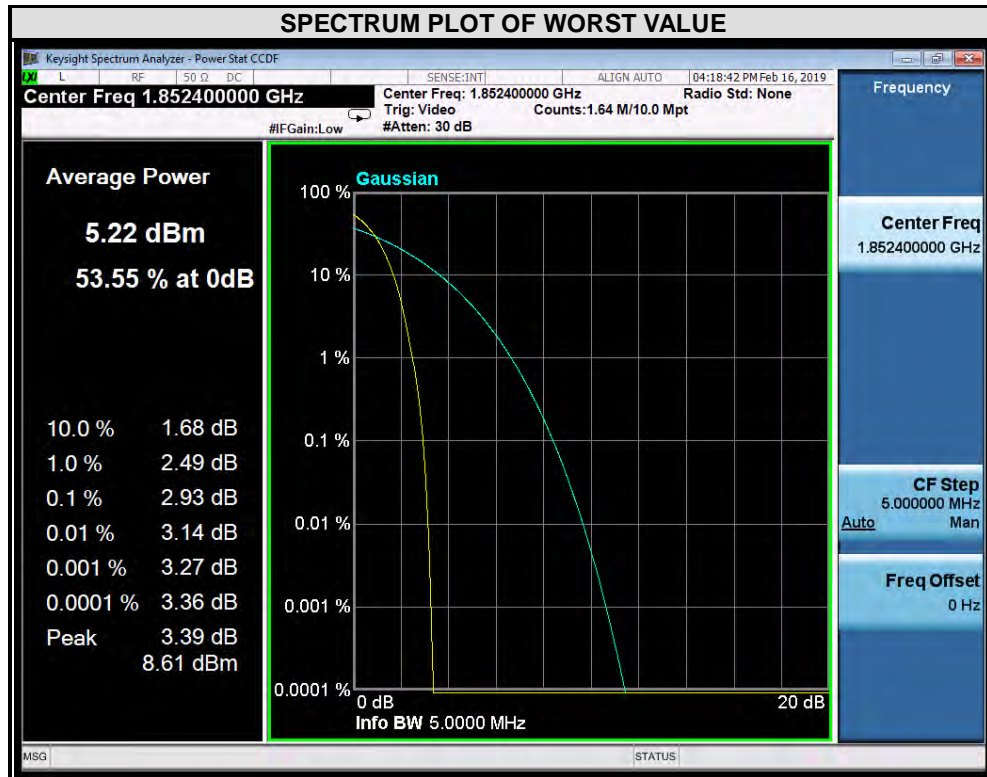 SPECTRUM PLOT OF WORST VALUE
Keysight Spectrum Analyzer - Power Stat CCDF
LXI L RF 50 Ω DC SENSE:INT ALIGN AUTO 04:18:42 PM Feb 16, 2019
Center Freq 1.852400000 GHz
Center Freq: 1.852400000 GHz Radio Std: None
Trig: Video Counts:1.64 M/10.0 Mpt
#IFGain:Low #Atten: 30 dB
Average Power
5.22 dBm
53.55 % at 0dB
10.0 % 1.68 dB
1.0 % 2.49 dB
0.1 % 2.93 dB
0.01 % 3.14 dB
0.001 % 3.27 dB
0.0001 % 3.36 dB
Peak 3.39 dB
8.61 dBm
Gaussian
100 %
10 %
1 %
0.1 %
0.01 %
0.001 %
0.0001 %
0 dB 20 dB
Info BW 5.0000 MHz
Frequency
Center Freq
1.852400000 GHz
CF Step
5.000000 MHz
Auto Man
Freq Offset
0 Hz
MSG STATUS